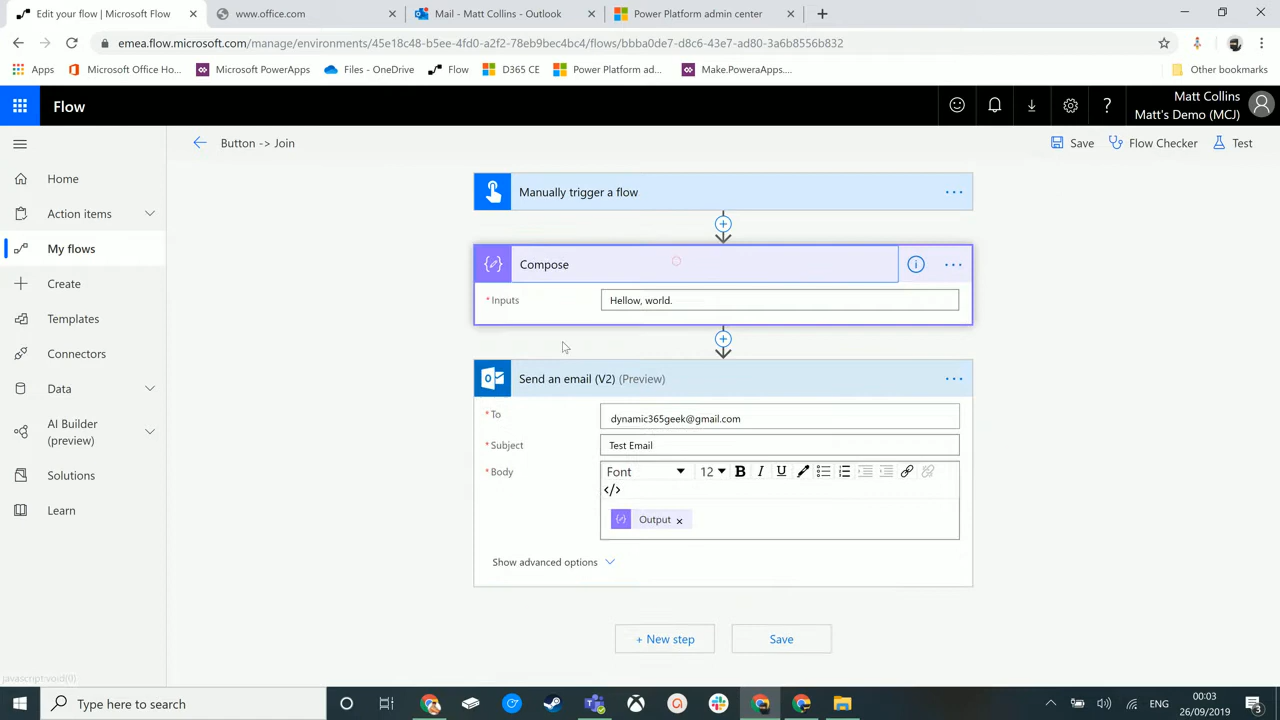 Edit your flow | Microsoft Flow
www.office.com
Mail - Matt Collins - Outlook
Power Platform admin center
emea.flow.microsoft.com/manage/environments/45e18c48-b5ee-4fd0-a2f2-78eb9bec4bc4/flows/bbba0de7-d8c6-43e7-ad80-3a6b8556b832
Apps
Microsoft Office Ho...
Microsoft PowerApps
Files - OneDrive
Flow
D365 CE
Power Platform ad...
Make.PoweraApps....
Other bookmarks
Flow
Matt Collins
Matt's Demo (MCJ)
Button -> Join
Save
Flow Checker
Test
Home
Action items
My flows
Create
Templates
Connectors
Data
AI Builder
(preview)
Solutions
Learn
Manually trigger a flow
Compose
* Inputs
Hellow, world.
Send an email (V2) (Preview)
* To
dynamic365geek@gmail.com
* Subject
Test Email
* Body
Font
12
B I U
</>
Output ×
Show advanced options
+ New step
Save
javascript:void(0)
Type here to search
ENG
00:03
26/09/2019